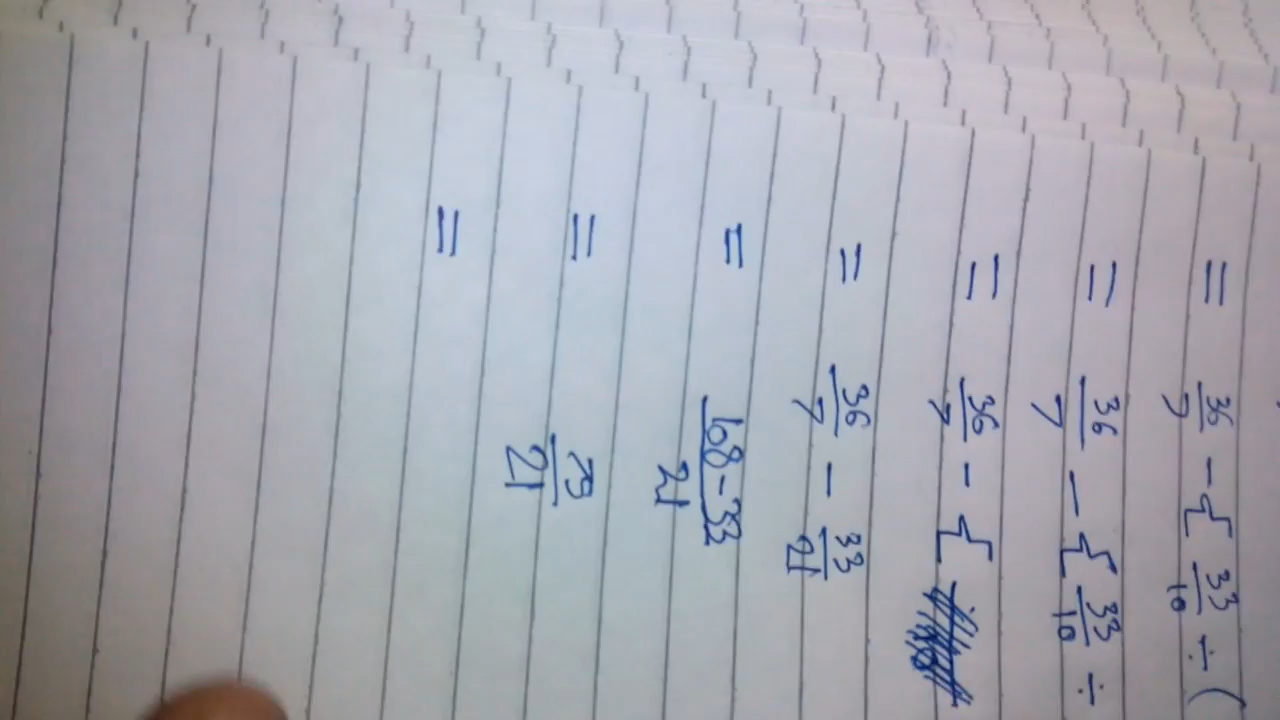 = 36/7 - { 33/10 ÷ (
= 36/7 - { 33/10 ÷
= 36/7 - {
= 36/7 - 33/21
= 108-33/21
= 75/21
=